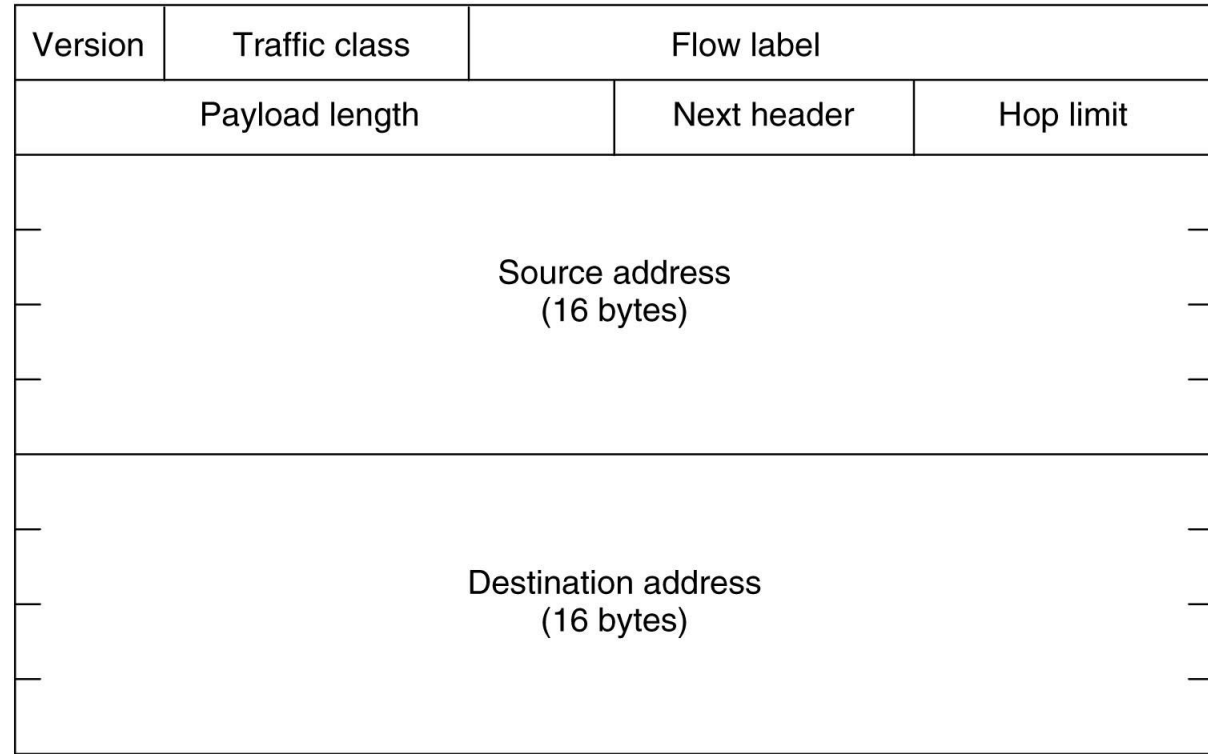 Version Traffic class Flow label
Payload length Next header Hop limit
Source address
(16 bytes)
Destination address
(16 bytes)